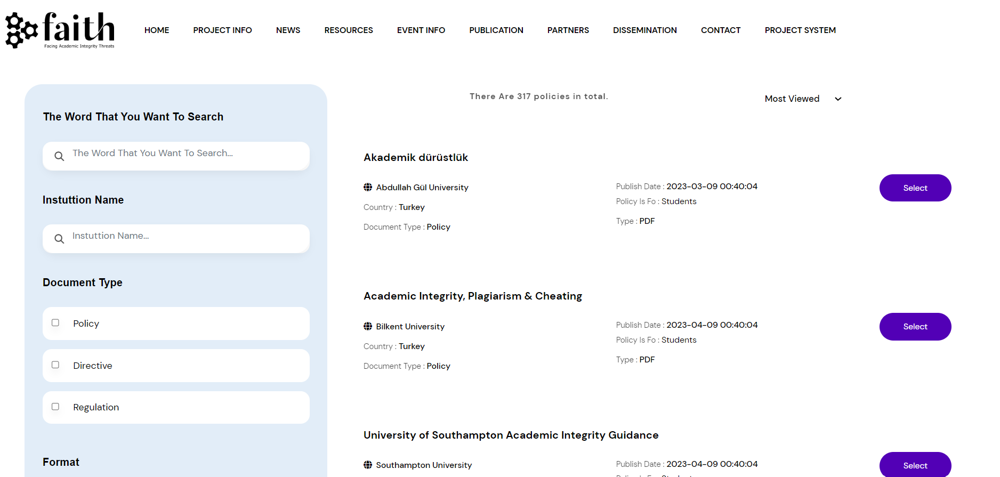 faith
Facing Academic Integrity Threats
HOME PROJECT INFO NEWS RESOURCES EVENT INFO PUBLICATION PARTNERS DISSEMINATION CONTACT PROJECT SYSTEM
The Word That You Want To Search
The Word That You Want To Search...
Instuttion Name
Instuttion Name...
Document Type
Policy
Directive
Regulation
Format
There Are 317 policies in total.
Most Viewed
Akademik dürüstlük
Abdullah Gül University
Country : Turkey
Document Type : Policy
Publish Date : 2023-03-09 00:40:04
Policy Is Fo : Students
Type : PDF
Select
Academic Integrity, Plagiarism & Cheating
Bilkent University
Country : Turkey
Document Type : Policy
Publish Date : 2023-04-09 00:40:04
Policy Is Fo : Students
Type : PDF
Select
University of Southampton Academic Integrity Guidance
Southampton University
Publish Date : 2023-04-09 00:40:04
Select